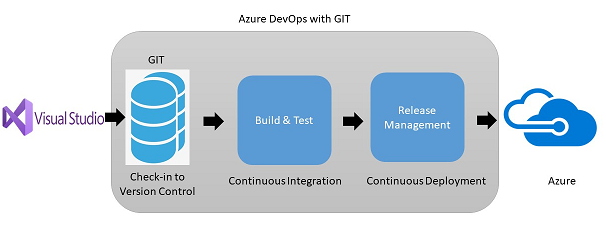 Azure DevOps with GIT
GIT
Visual Studio
Build & Test
Release
Management
Check-in to
Version Control
Continuous Integration
Continuous Deployment
Azure